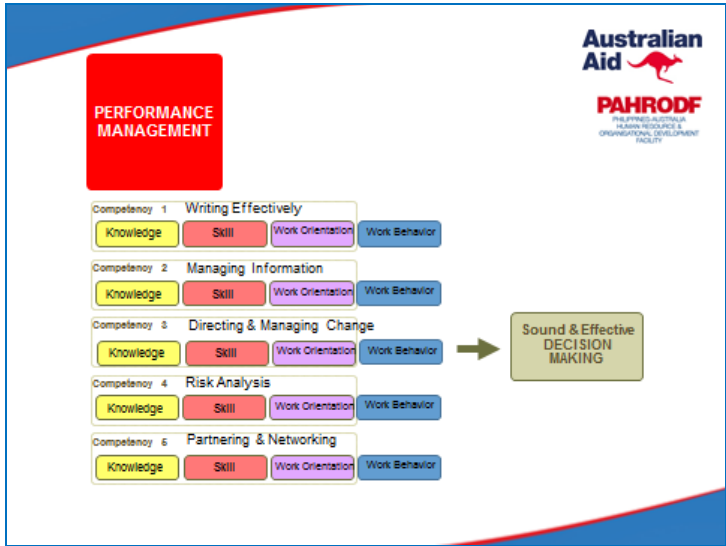 Australian
Aid
PAHRODF
PHILIPPINES-AUSTRALIA
HUMAN RESOURCE &
ORGANISATIONAL DEVELOPMENT
FACILITY
PERFORMANCE
MANAGEMENT
Competency 1 Writing Effectively
Knowledge Skill Work Orientation Work Behavior
Competency 2 Managing Information
Knowledge Skill Work Orientation Work Behavior
Competency 3 Directing & Managing Change
Knowledge Skill Work Orientation Work Behavior
Sound & Effective
DECISION
MAKING
Competency 4 Risk Analysis
Knowledge Skill Work Orientation Work Behavior
Competency 5 Partnering & Networking
Knowledge Skill Work Orientation Work Behavior